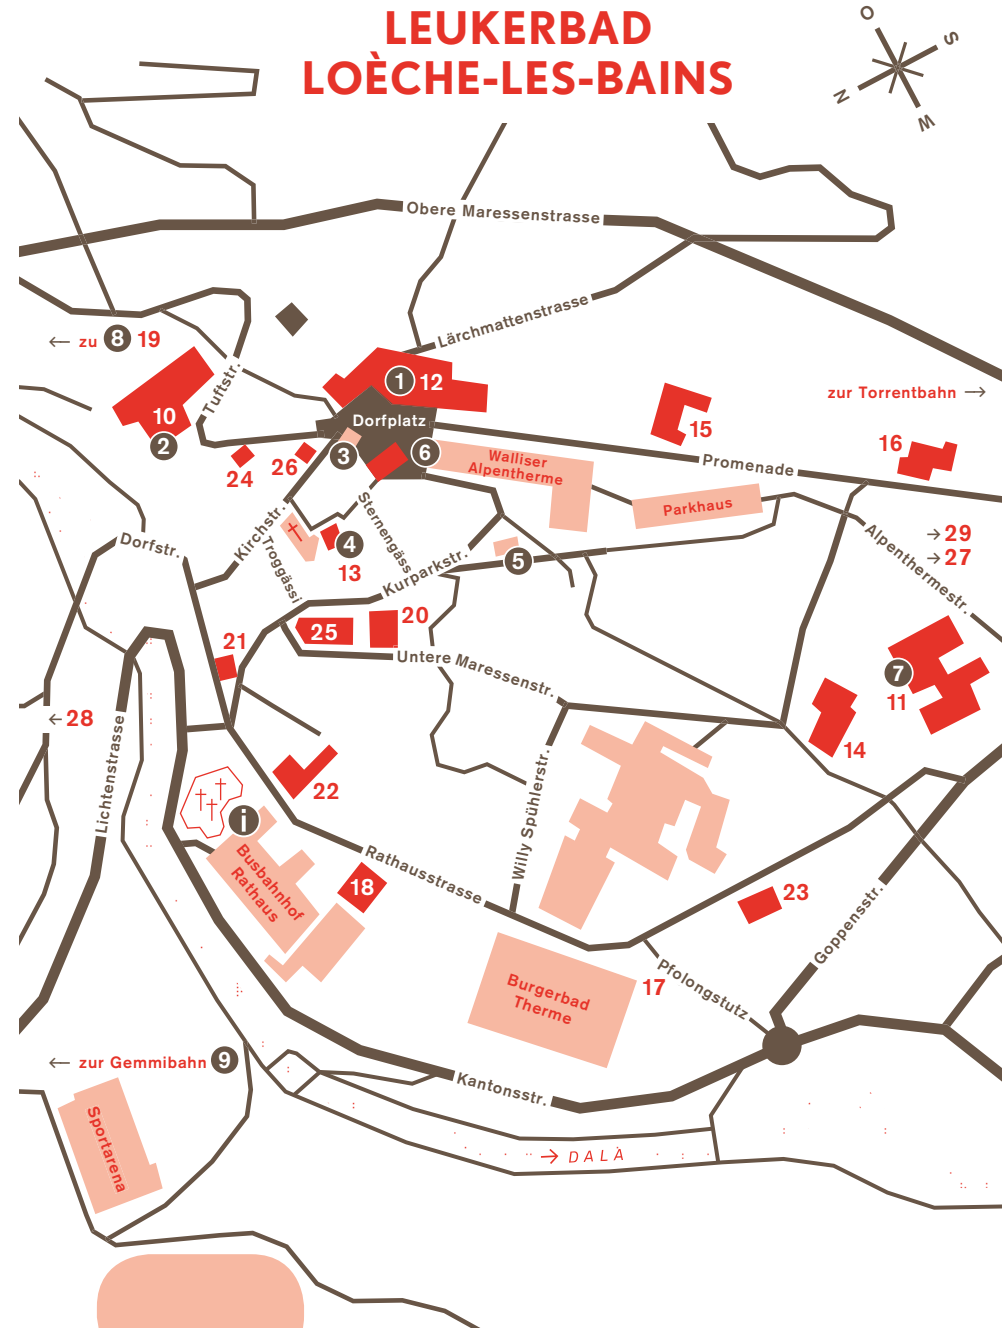 LEUKERBAD
LOÈCHE-LES-BAINS
O
S
N
W
Obere Maressenstrasse
Lärchmattenstrasse
← zu 8 19
zur Torrentbahn →
Tuftstr.
1 12
10
2
Dorfplatz
15
16
3
6
Walliser
Alpentherme
Promenade
24
26
Parkhaus
Sternengäss
Kirchstr.
Troggässi
4
13
Dorfstr.
Kurparkstr.
5
Alpenthermestr.
→ 29
→ 27
25
20
21
Untere Maressenstr.
7
11
← 28
14
Lichtenstrasse
22
Willy Spühlerstr.
i
Busbahnhof
Rathaus
Rathausstrasse
18
23
Goppensstr.
Burgerbad
Therme
17
Pfolongstutz
← zur Gemmibahn 9
Kantonsstr.
Sportarena
→ DALA